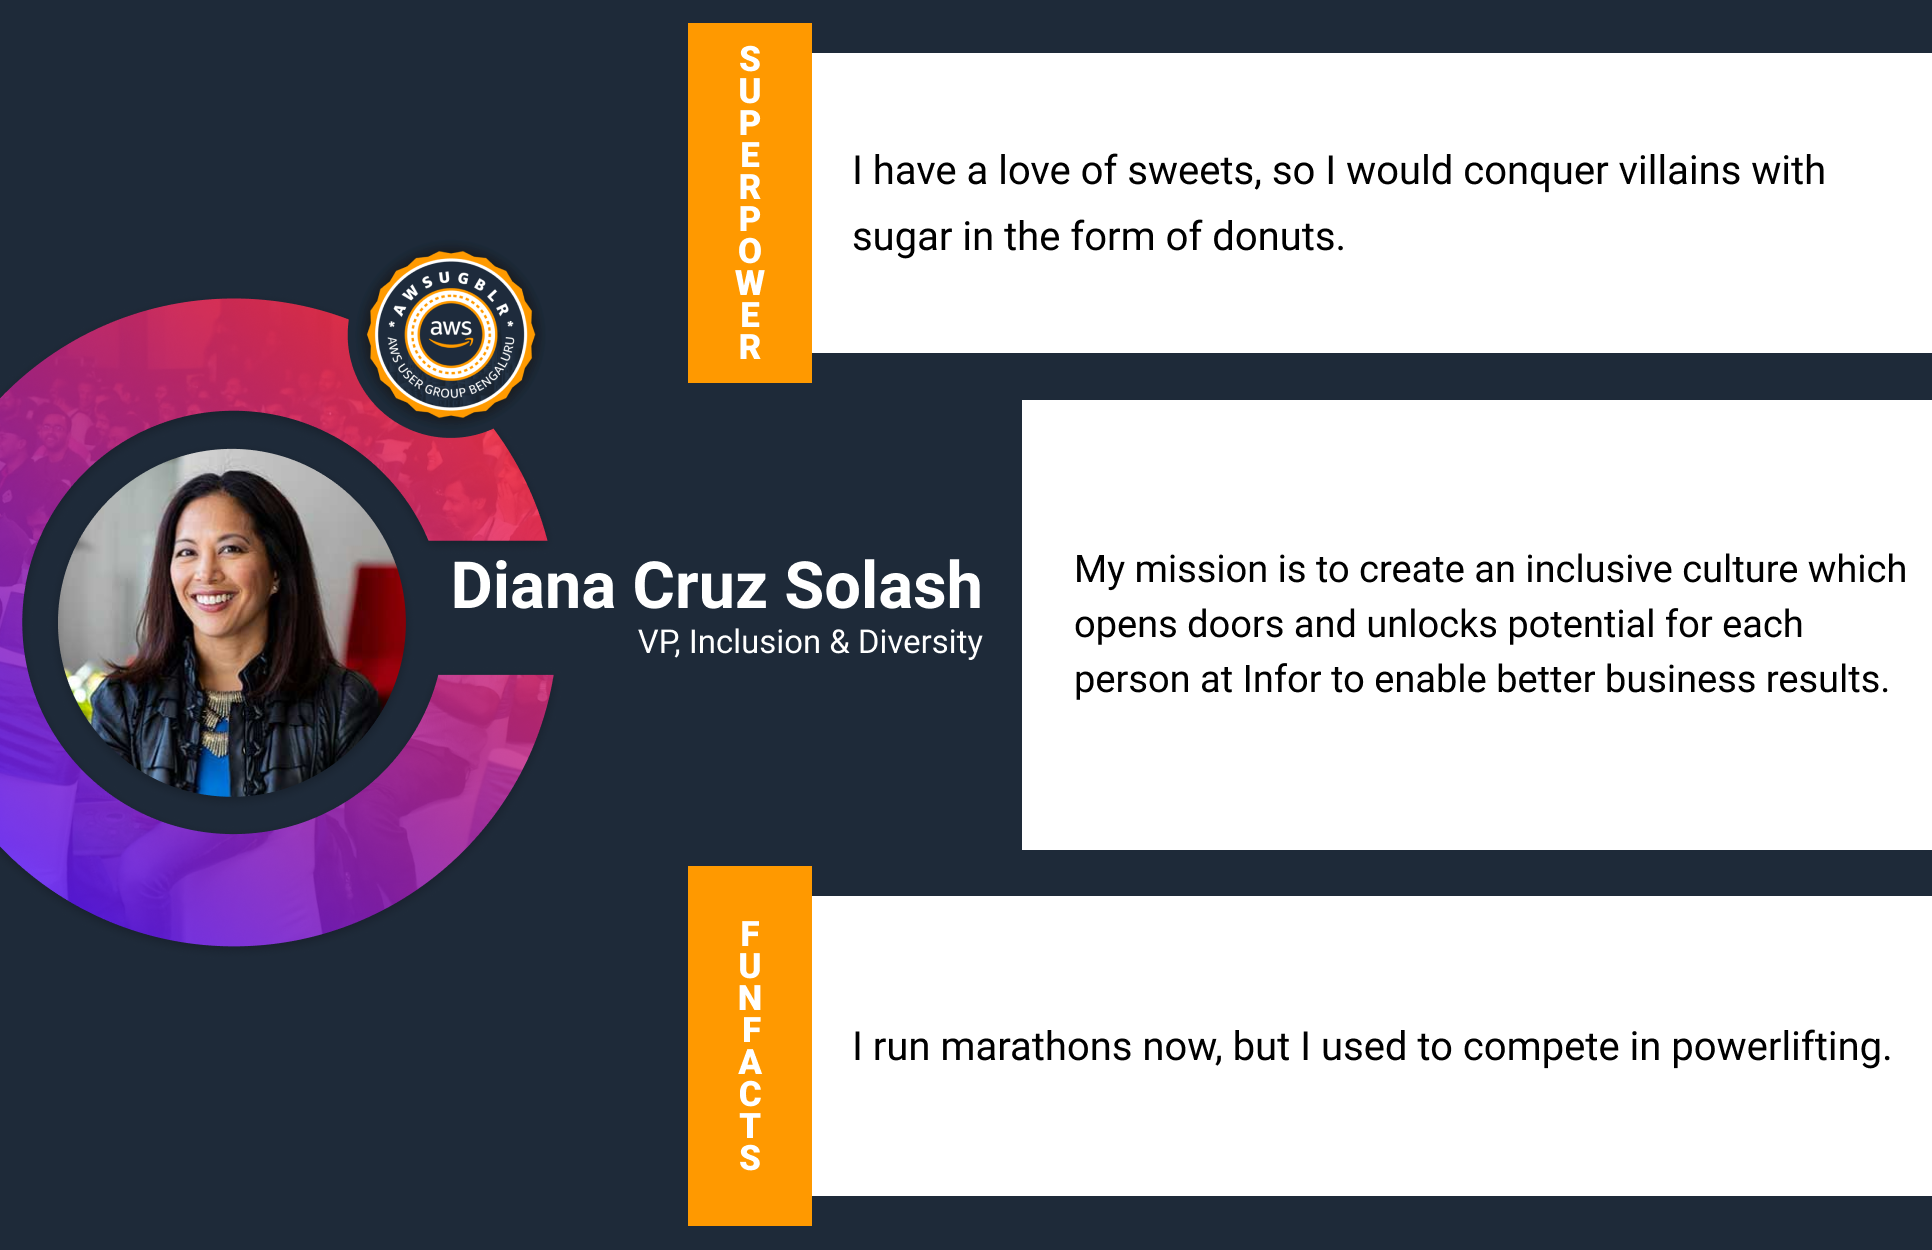 SUPERPOWER
I have a love of sweets, so I would conquer villains with
sugar in the form of donuts.
* AWSUGBLR *
aws
AWS USER GROUP BENGALURU
Diana Cruz Solash
VP, Inclusion & Diversity
My mission is to create an inclusive culture which
opens doors and unlocks potential for each
person at Infor to enable better business results.
FUNFACTS
I run marathons now, but I used to compete in powerlifting.